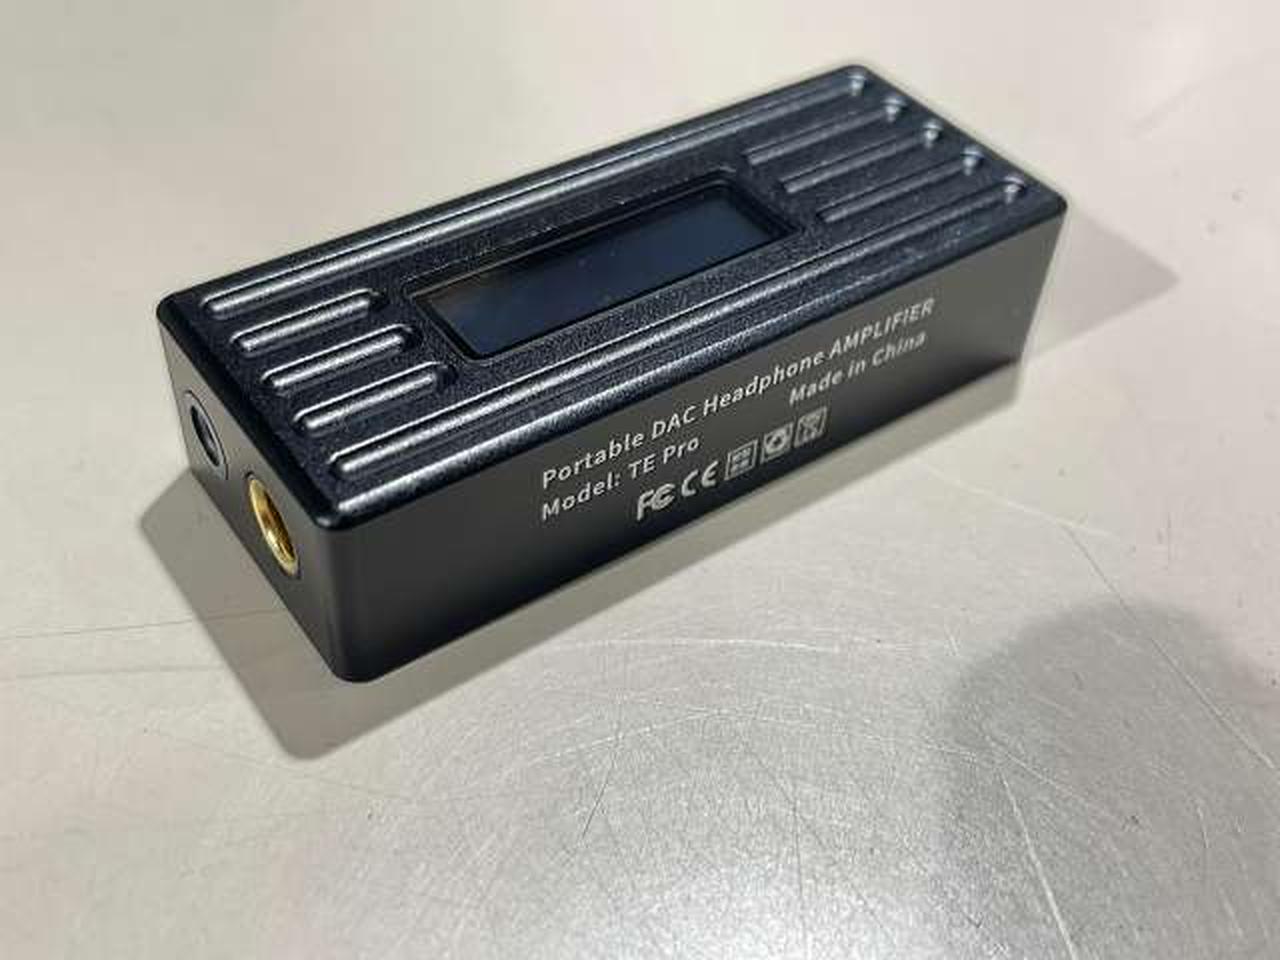 Portable DAC Headphone AMPLIFIER
Model: TE Pro Made in China
FC CE